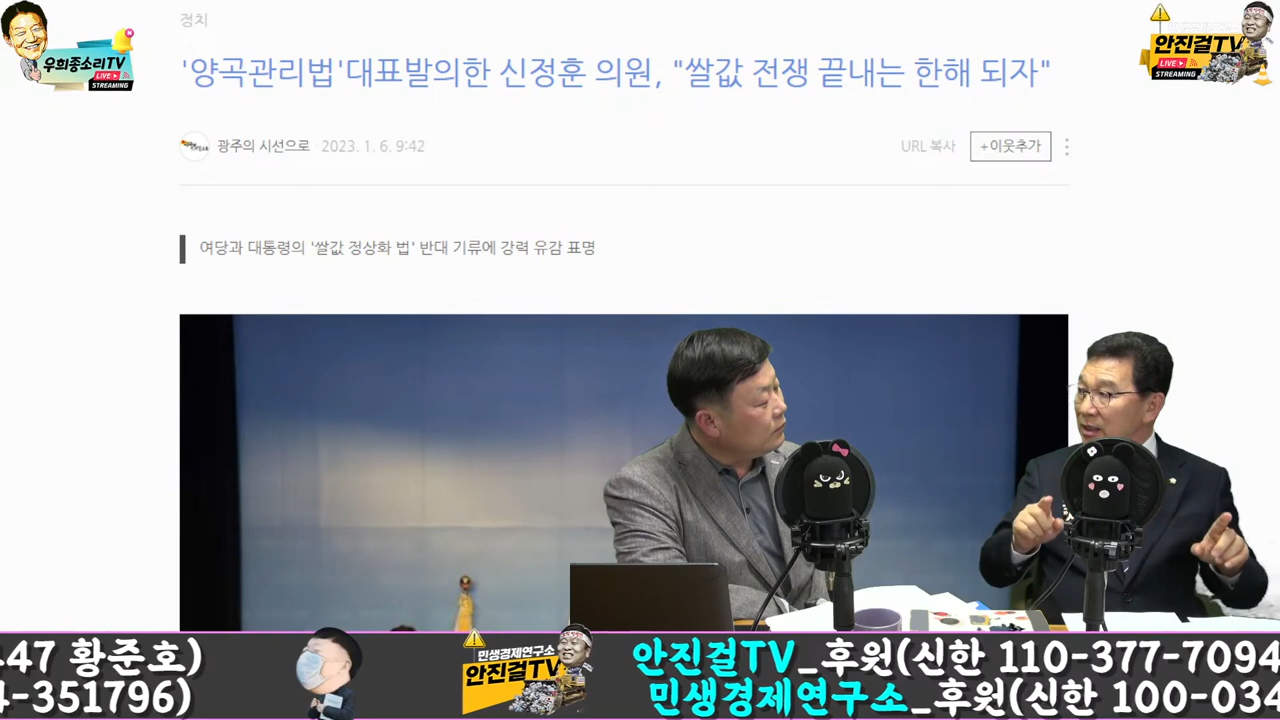 정치
우희종소리TV
LIVE
STREAMING
안진걸TV
LIVE
STREAMING
'양곡관리법'대표발의한 신정훈 의원, "쌀값 전쟁 끝내는 한해 되자"
광주의 시선으로 · 2023. 1. 6. 9:42
URL 복사
+이웃추가
여당과 대통령의 '쌀값 정상화 법' 반대 기류에 강력 유감 표명
47 황준호)
-351796)
민생경제연구소
안진걸TV
안진걸TV_후원(신한 110-377-7094
민생경제연구소_후원(신한 100-034